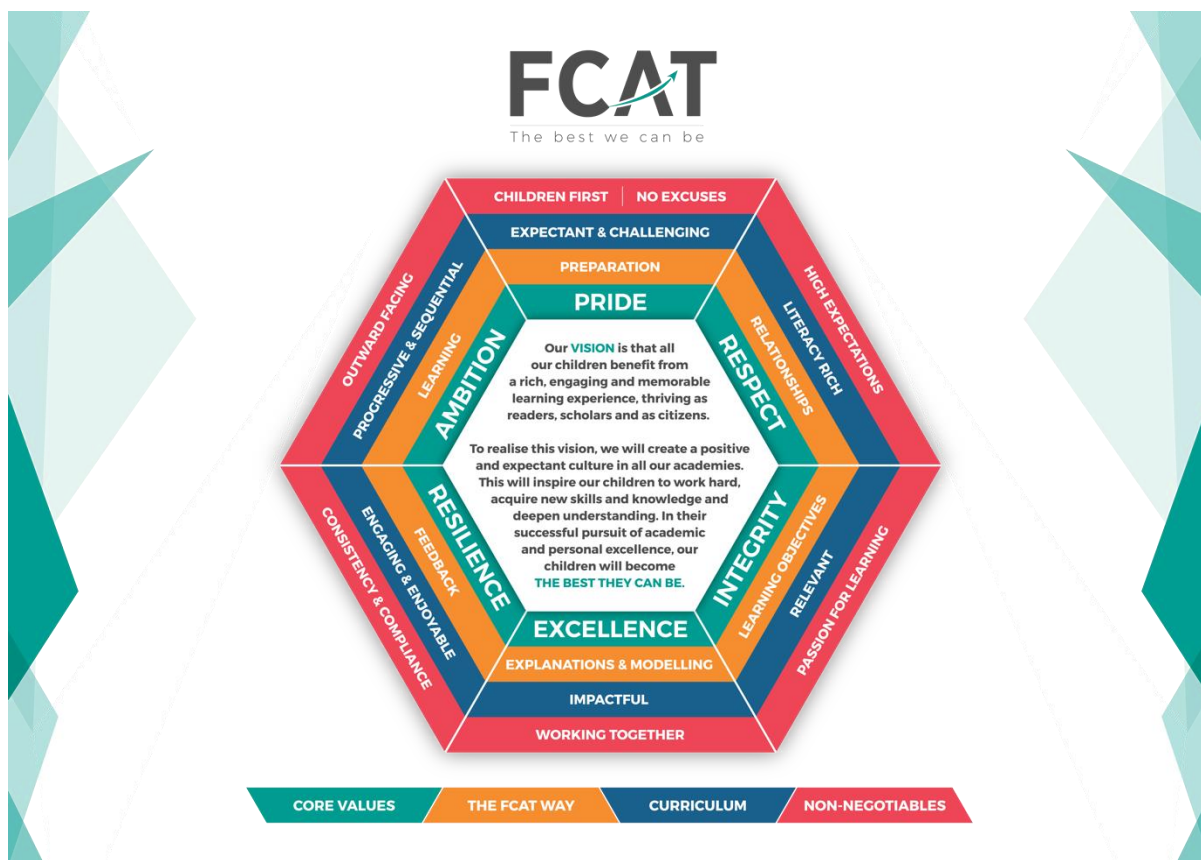 FCAT
The best we can be
CHILDREN FIRST | NO EXCUSES
EXPECTANT & CHALLENGING
PREPARATION
PRIDE
OUTWARD FACING
PROGRESSIVE & SEQUENTIAL
LEARNING
AMBITION
RESPECT
RELATIONSHIPS
LITERACY RICH
HIGH EXPECTATIONS
Our VISION is that all
our children benefit from
a rich, engaging and memorable
learning experience, thriving as
readers, scholars and as citizens.
To realise this vision, we will create a positive
and expectant culture in all our academies.
This will inspire our children to work hard,
acquire new skills and knowledge and
deepen understanding. In their
successful pursuit of academic
and personal excellence, our
children will become
THE BEST THEY CAN BE.
CONSISTENCY & COMPLIANCE
ENGAGING & ENJOYABLE
FEEDBACK
RESILIENCE
INTEGRITY
LEARNING OBJECTIVES
RELEVANT
PASSION FOR LEARNING
EXCELLENCE
EXPLANATIONS & MODELLING
IMPACTFUL
WORKING TOGETHER
CORE VALUES
THE FCAT WAY
CURRICULUM
NON-NEGOTIABLES